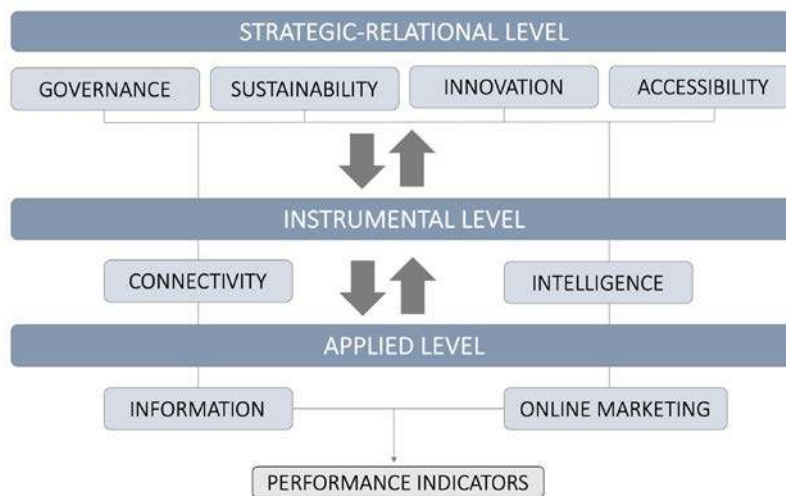 STRATEGIC-RELATIONAL LEVEL
GOVERNANCE
SUSTAINABILITY
INNOVATION
ACCESSIBILITY
INSTRUMENTAL LEVEL
CONNECTIVITY
INTELLIGENCE
APPLIED LEVEL
INFORMATION
ONLINE MARKETING
PERFORMANCE INDICATORS